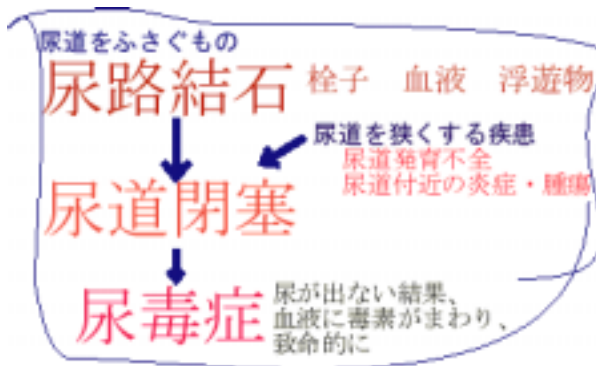 尿道をふさぐもの
尿路結石 栓子 血液 浮遊物
尿道を狭くする疾患
尿道発育不全
尿道付近の炎症・腫瘍
尿道閉塞
尿毒症
尿が出ない結果、
血液に毒素がまわり、
致命的に